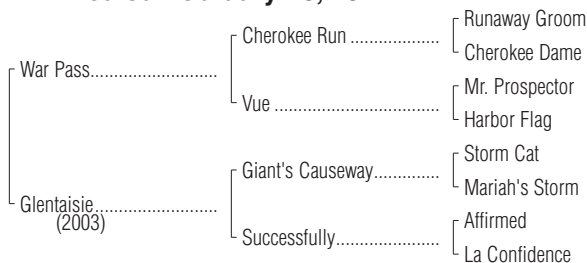 Runaway Groom
Cherokee Run .....................
Cherokee Dame
War Pass..............................
Mr. Prospector
Vue .......................................
Harbor Flag
Storm Cat
Giant's Causeway...............
Mariah's Storm
Glentaisie.............................
(2003)
Affirmed
Successfully........................
La Confidence